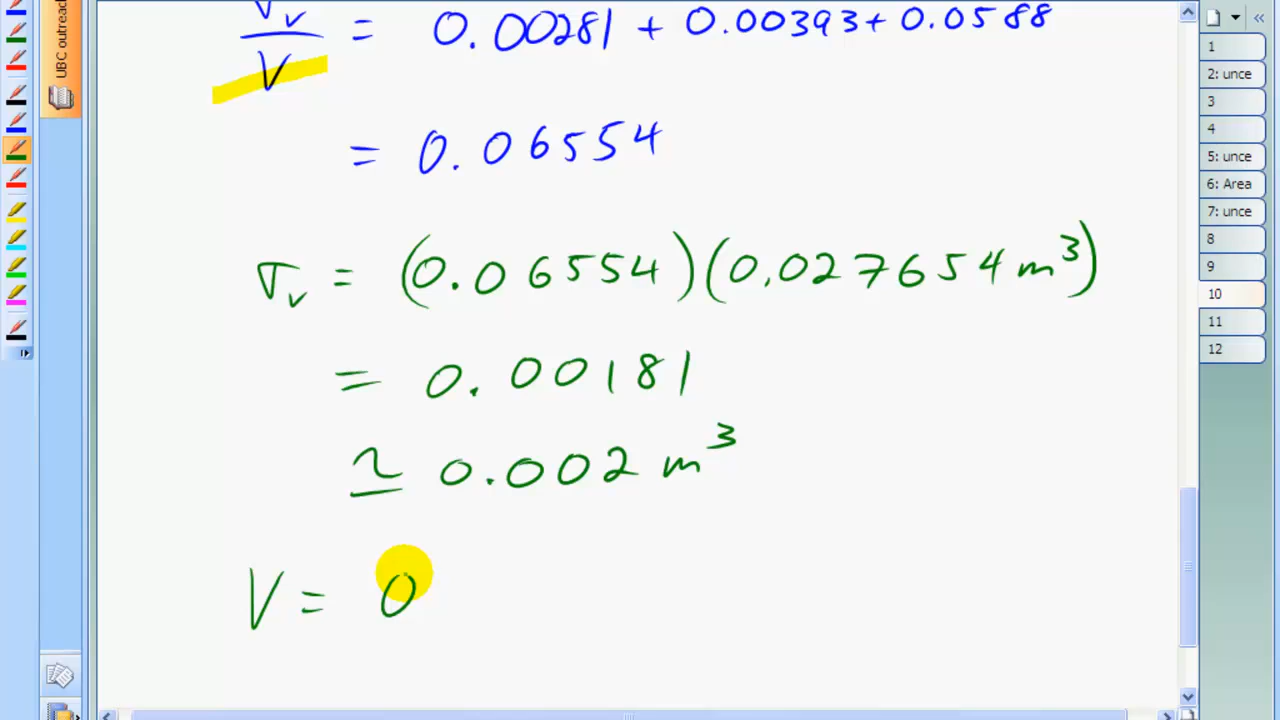 σᵥ/V = 0.00281 + 0.00393 + 0.0588
= 0.06554
σᵥ = (0.06554)(0.027654 m³)
= 0.00181
≃ 0.002 m³
V = 0
UBC outreach
1
2: unce
3
4
5: unce
6: Area
7: unce
8
9
10
11
12